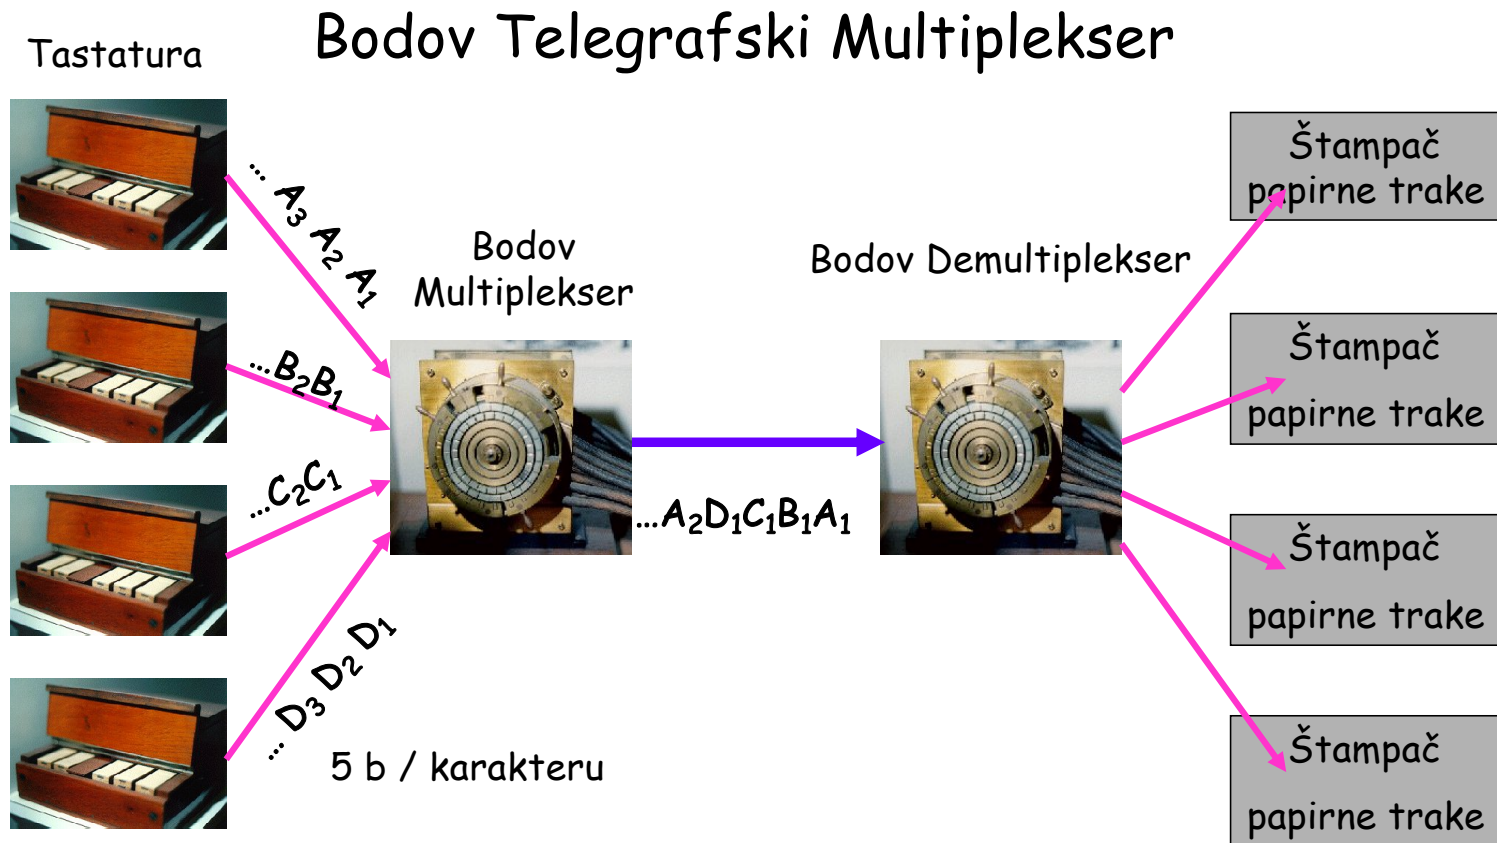 Bodov Telegrafski Multiplekser
Tastatura
... A₃ A₂ A₁
...B₂B₁
...C₂C₁
... D₃ D₂ D₁
5 b / karakteru
Bodov
Multiplekser
...A₂D₁C₁B₁A₁
Bodov Demultiplekser
Štampač
papirne trake
Štampač
papirne trake
Štampač
papirne trake
Štampač
papirne trake